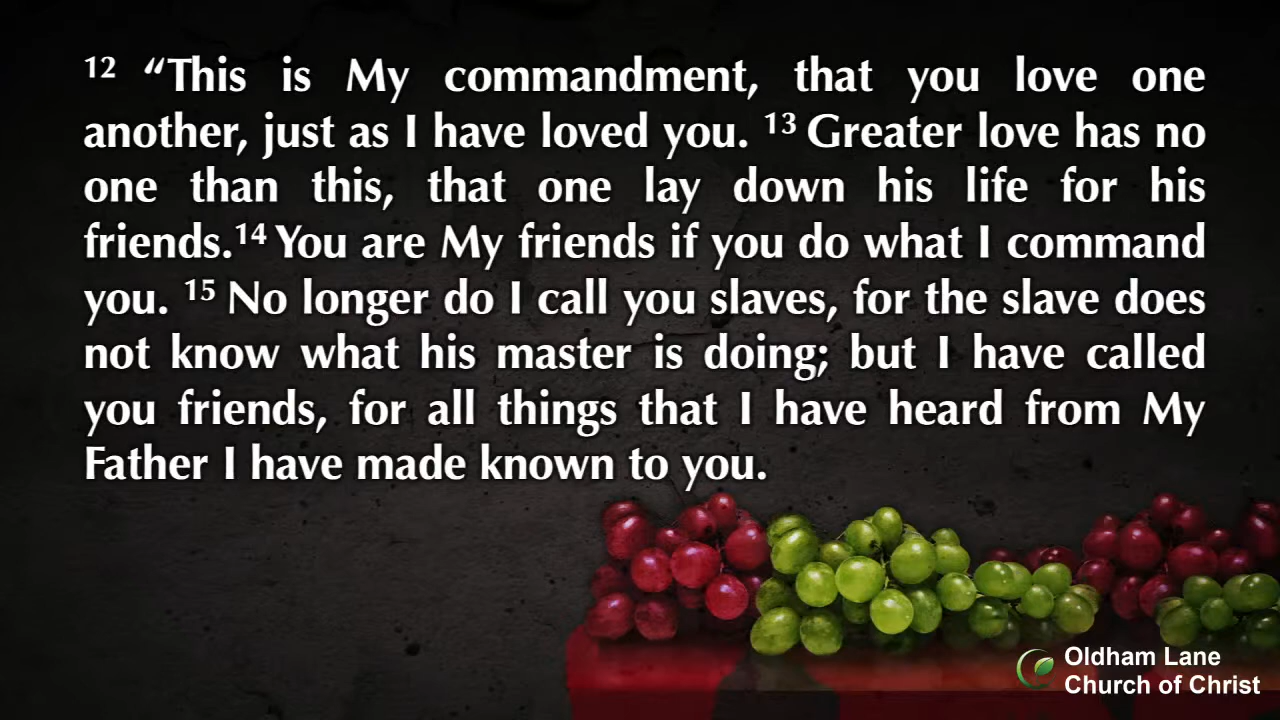 ¹² “This is My commandment, that you love one
another, just as I have loved you. ¹³ Greater love has no
one than this, that one lay down his life for his
friends.¹⁴ You are My friends if you do what I command
you. ¹⁵ No longer do I call you slaves, for the slave does
not know what his master is doing; but I have called
you friends, for all things that I have heard from My
Father I have made known to you.
Oldham Lane
Church of Christ